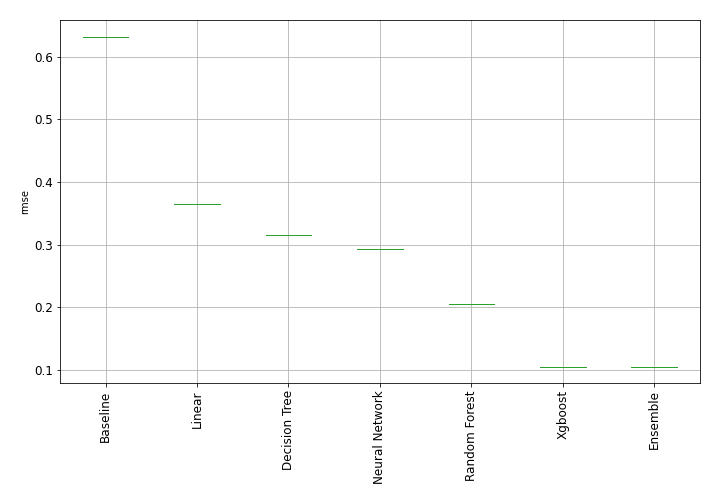 0.6
0.5
0.4
0.3
0.2
0.1
rmse
Baseline
Linear
Decision Tree
Neural Network
Random Forest
Xgboost
Ensemble